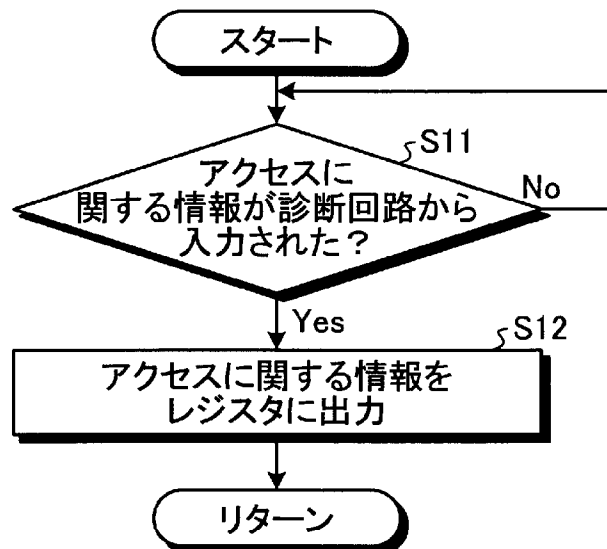 スタート
S11
アクセスに
関する情報が診断回路から
入力された？
No
Yes
S12
アクセスに関する情報を
レジスタに出力
リターン